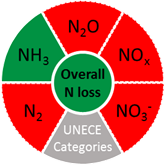 N₂O
NH₃
NOₓ
Overall
N loss
N₂
NO₃⁻
UNECE
Categories